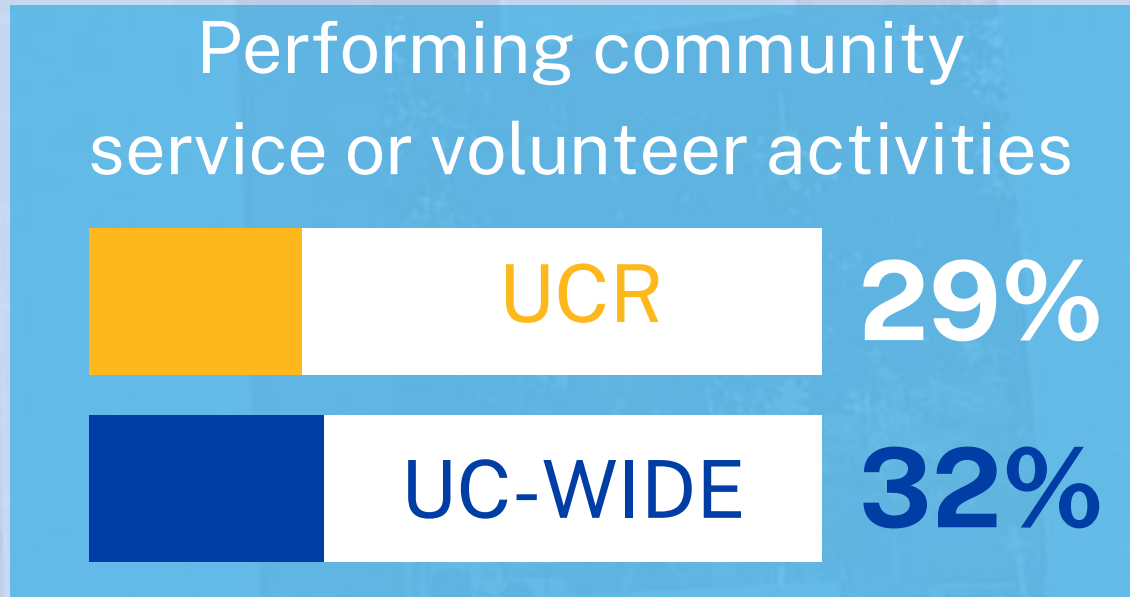 Performing community
service or volunteer activities
UCR 29%
UC-WIDE 32%